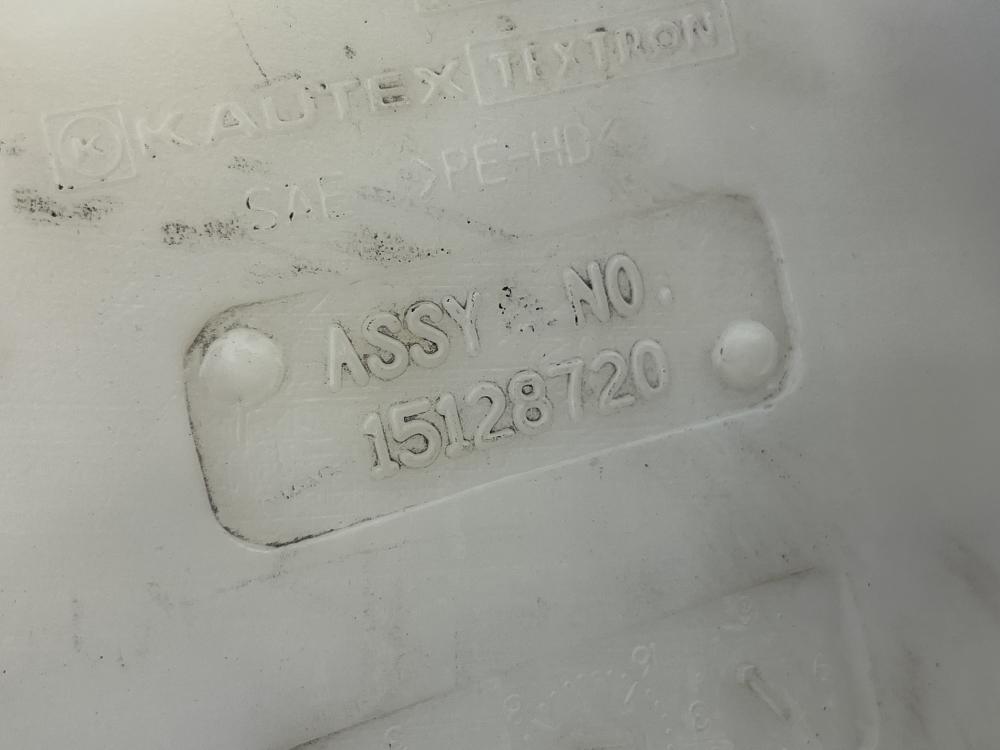 K KAUTEX TEXTRON
SAE >PE-HD<
ASSY NO.
15128720